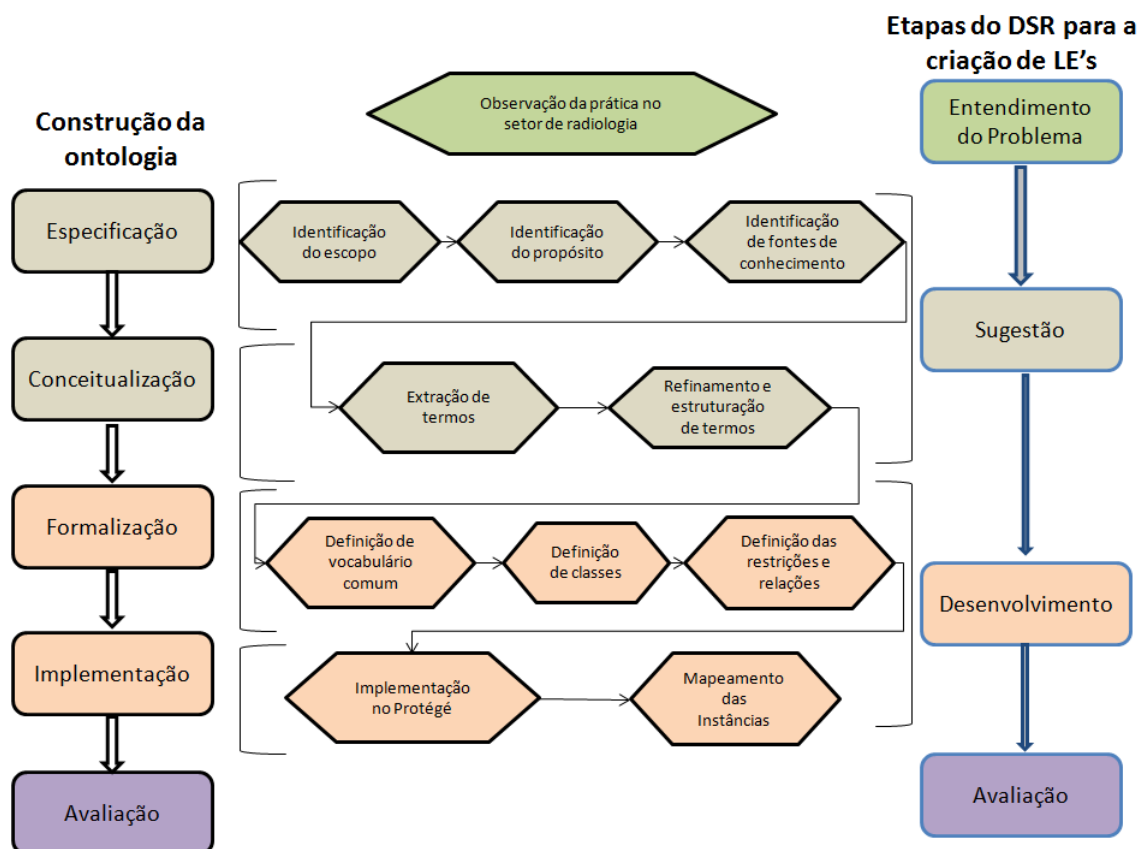 Etapas do DSR para a
criação de LE's
Construção da
ontologia
Observação da prática no
setor de radiologia
Entendimento
do Problema
Especificação
Identificação
do escopo
Identificação
do propósito
Identificação
de fontes de
conhecimento
Sugestão
Conceitualização
Extração de
termos
Refinamento e
estruturação
de termos
Formalização
Definição de
vocabulário
comum
Definição
de classes
Definição das
restrições e
relações
Desenvolvimento
Implementação
Implementação
no Protégé
Mapeamento
das
Instâncias
Avaliação
Avaliação